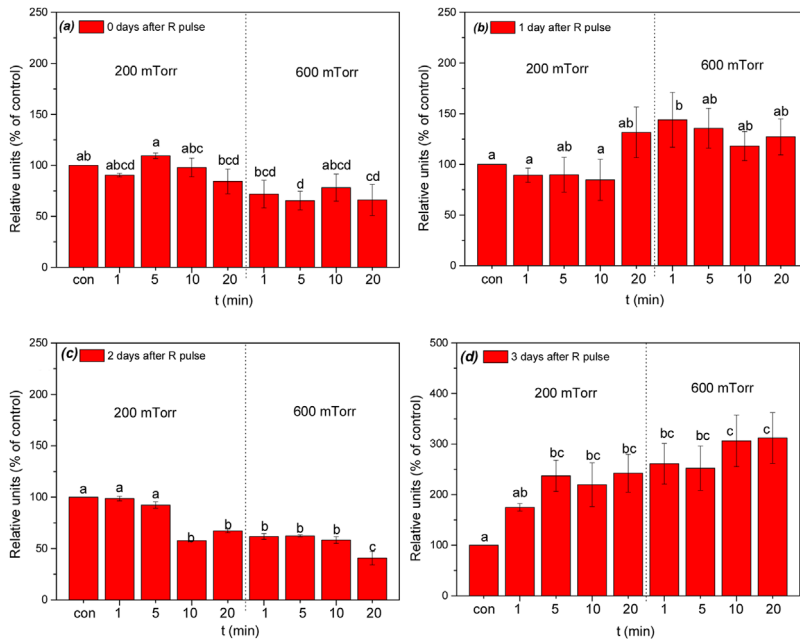 (a) 0 days after R pulse
200 mTorr 600 mTorr
Relative units (% of control)
250
200
150
100
50
0
ab abcd a abc bcd bcd d abcd cd
con 1 5 10 20 1 5 10 20
t (min)
(b) 1 day after R pulse
200 mTorr 600 mTorr
Relative units (% of control)
250
200
150
100
50
0
a a ab a ab b ab ab ab
con 1 5 10 20 1 5 10 20
t (min)
(c) 2 days after R pulse
200 mTorr 600 mTorr
Relative units (% of control)
250
200
150
100
50
0
a a a b b b b b c
con 1 5 10 20 1 5 10 20
t (min)
(d) 3 days after R pulse
200 mTorr 600 mTorr
Relative units (% of control)
500
400
300
200
100
0
a ab bc bc bc bc bc c c
con 1 5 10 20 1 5 10 20
t (min)